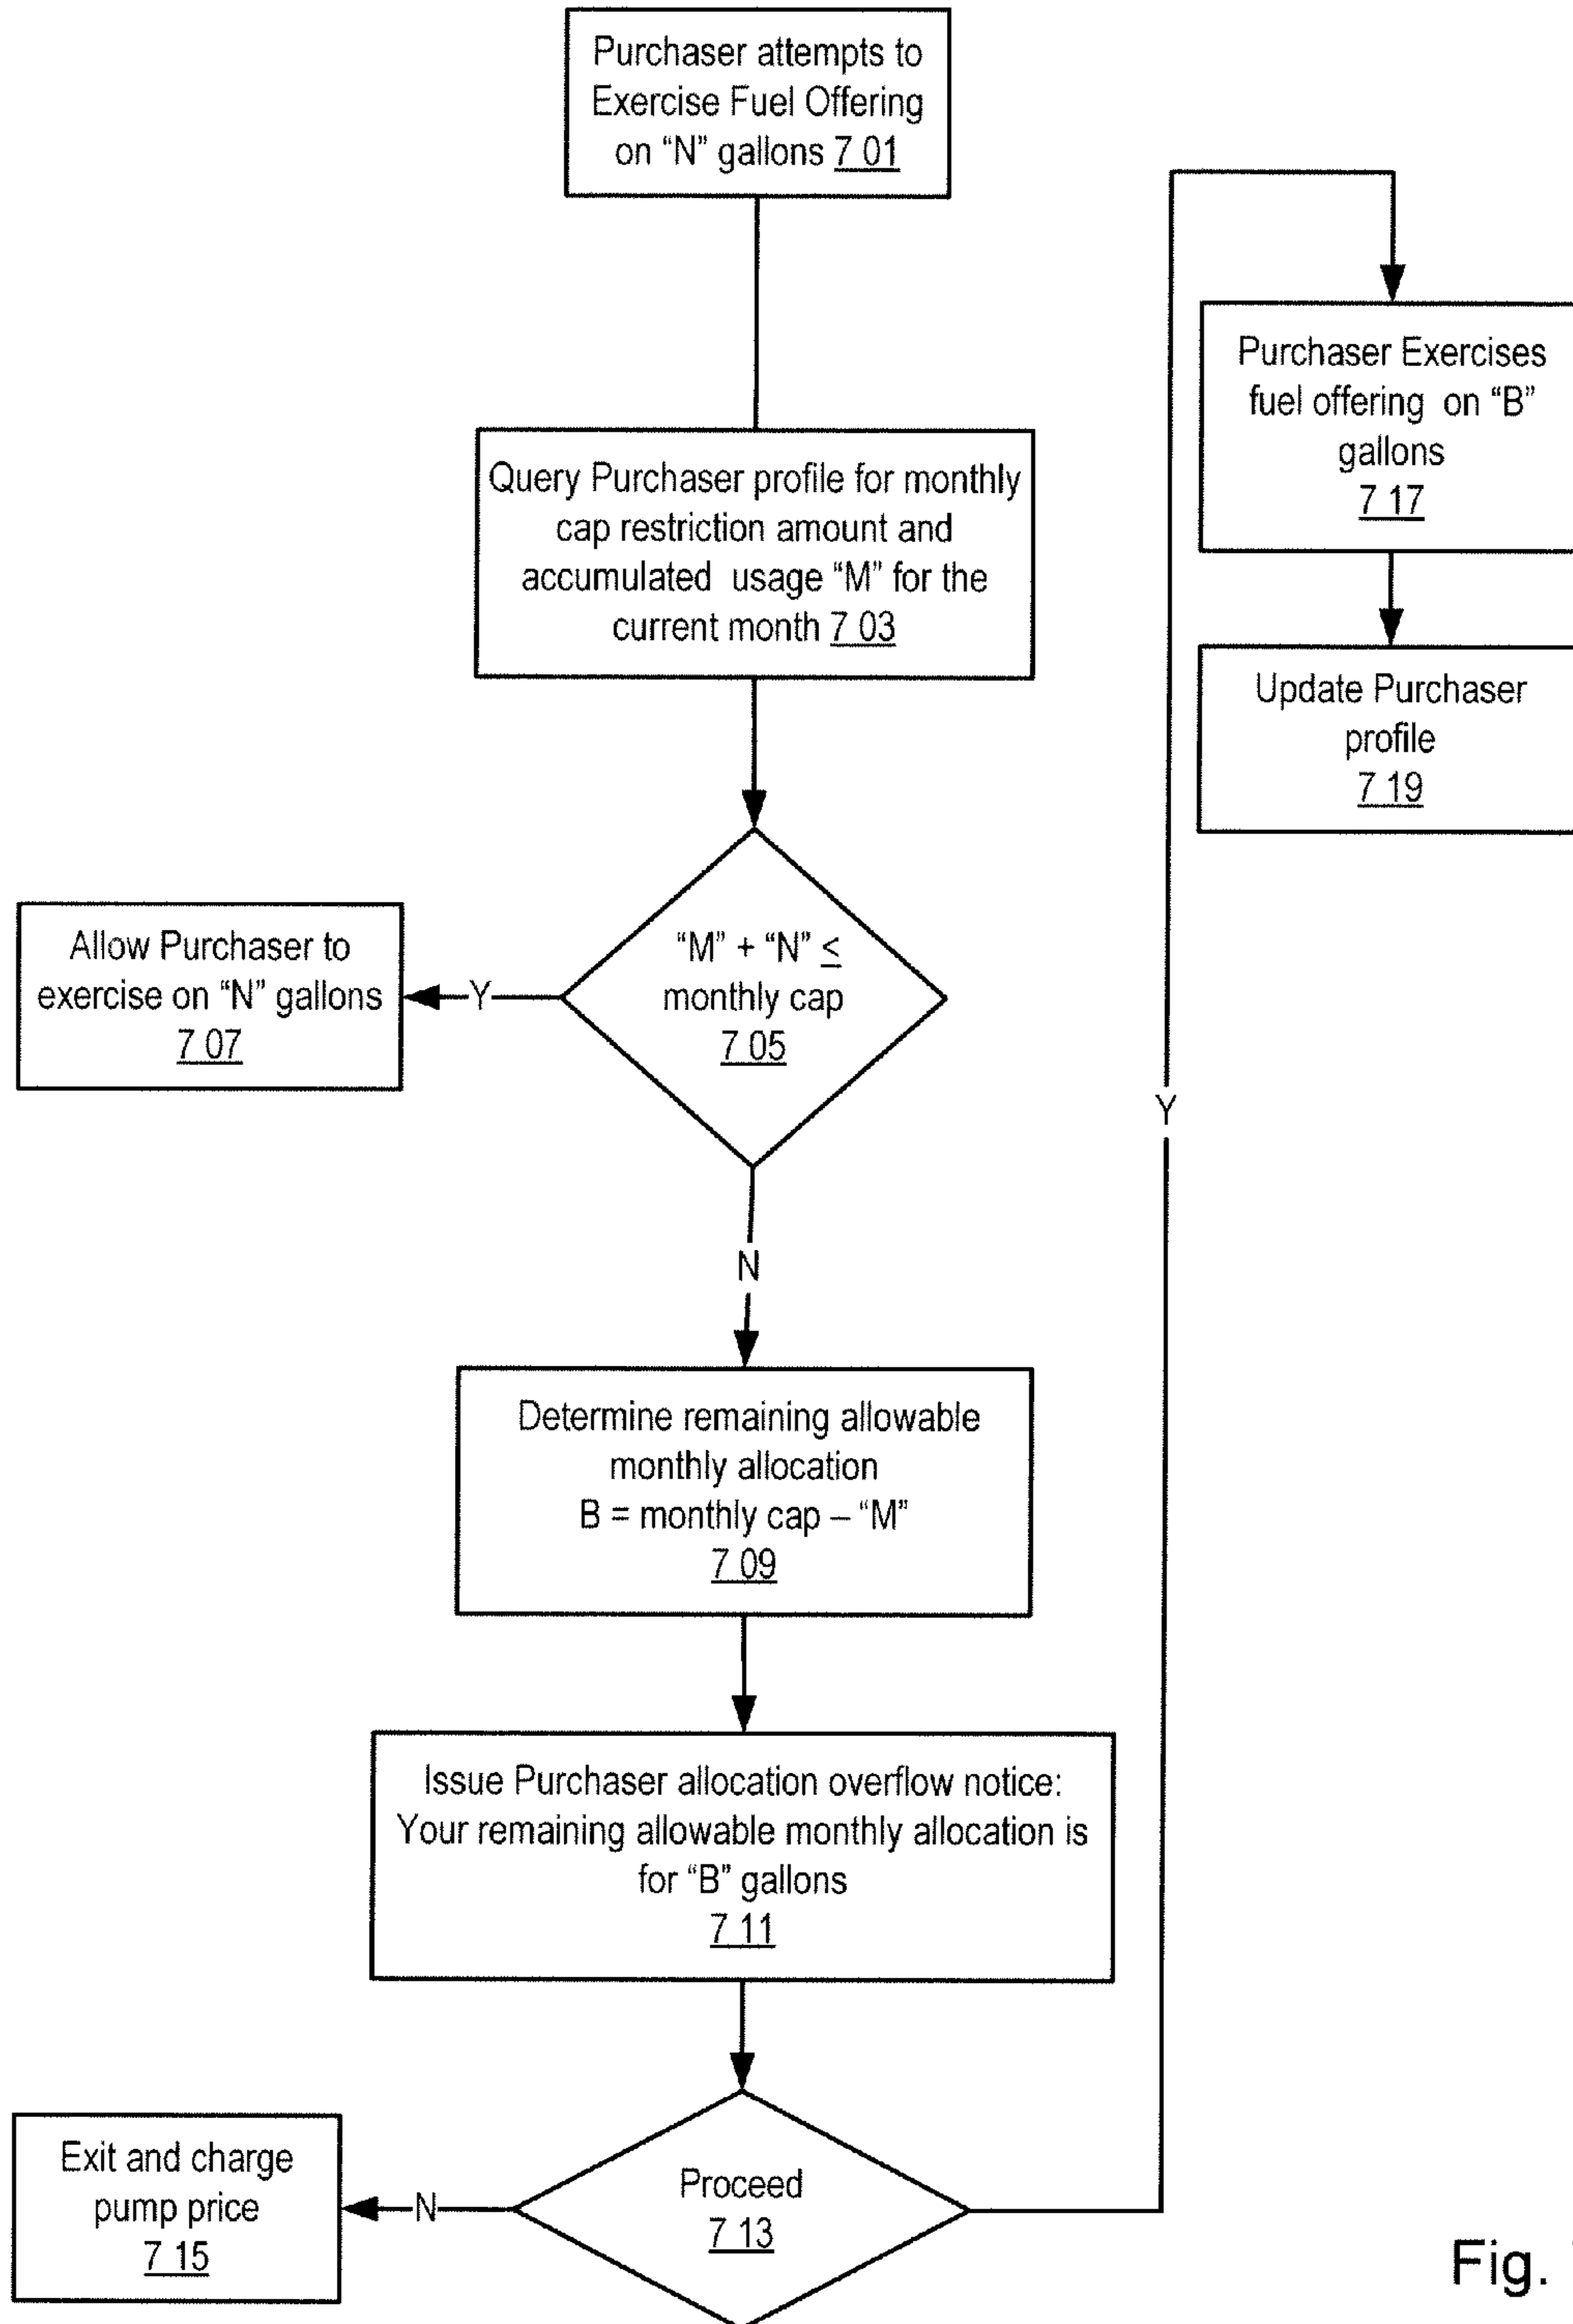 Purchaser attempts to
Exercise Fuel Offering
on “N” gallons 7 01
Query Purchaser profile for monthly
cap restriction amount and
accumulated usage “M” for the
current month 7 03
“M” + “N” ≤
monthly cap
7 05
Y
Allow Purchaser to
exercise on “N” gallons
7 07
N
Determine remaining allowable
monthly allocation
B = monthly cap – “M”
7 09
Issue Purchaser allocation overflow notice:
Your remaining allowable monthly allocation is
for “B” gallons
7 11
Proceed
7 13
N
Exit and charge
pump price
7 15
Y
Purchaser Exercises
fuel offering on “B”
gallons
7 17
Update Purchaser
profile
7 19
Fig.